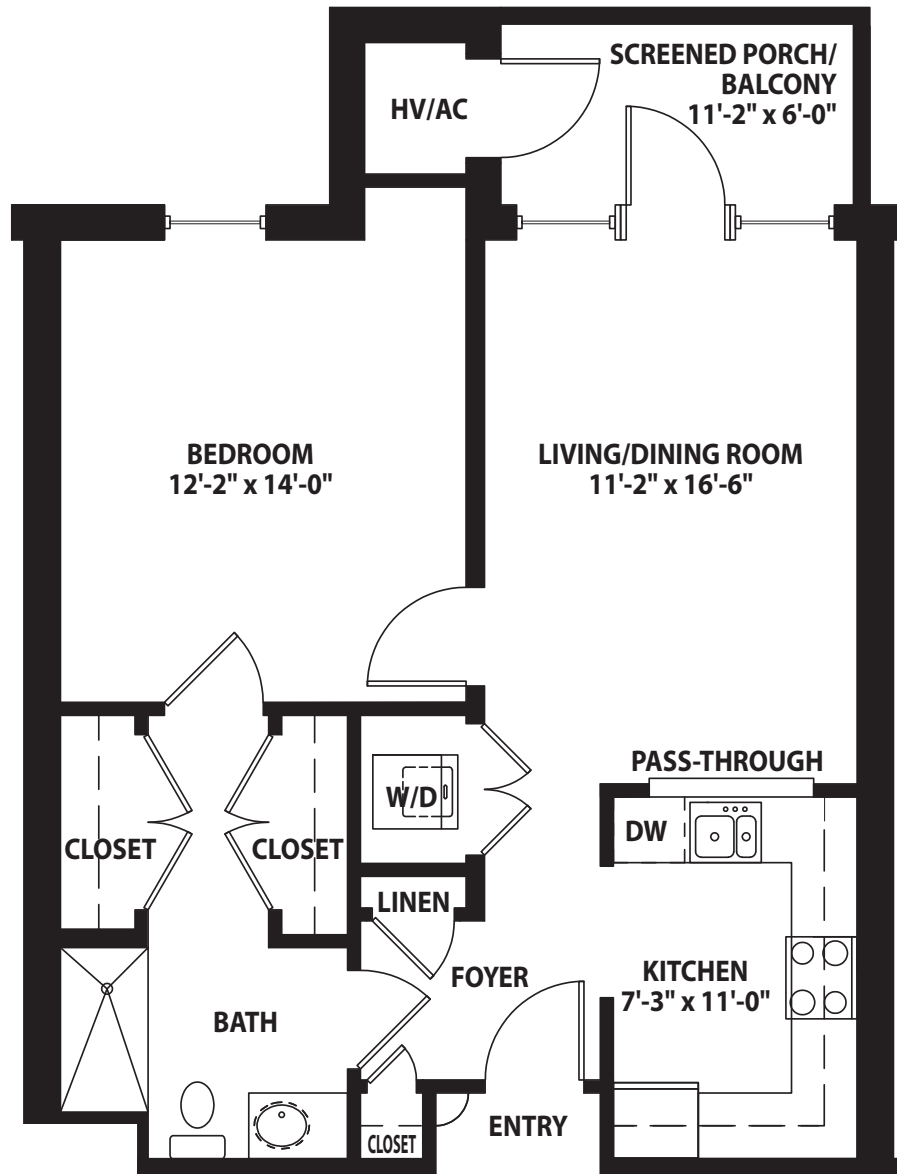 SCREENED PORCH/
BALCONY
11'-2" x 6'-0"
HV/AC
BEDROOM
12'-2" x 14'-0"
LIVING/DINING ROOM
11'-2" x 16'-6"
PASS-THROUGH
W/D
DW
CLOSET
CLOSET
LINEN
FOYER
KITCHEN
7'-3" x 11'-0"
BATH
CLOSET
ENTRY